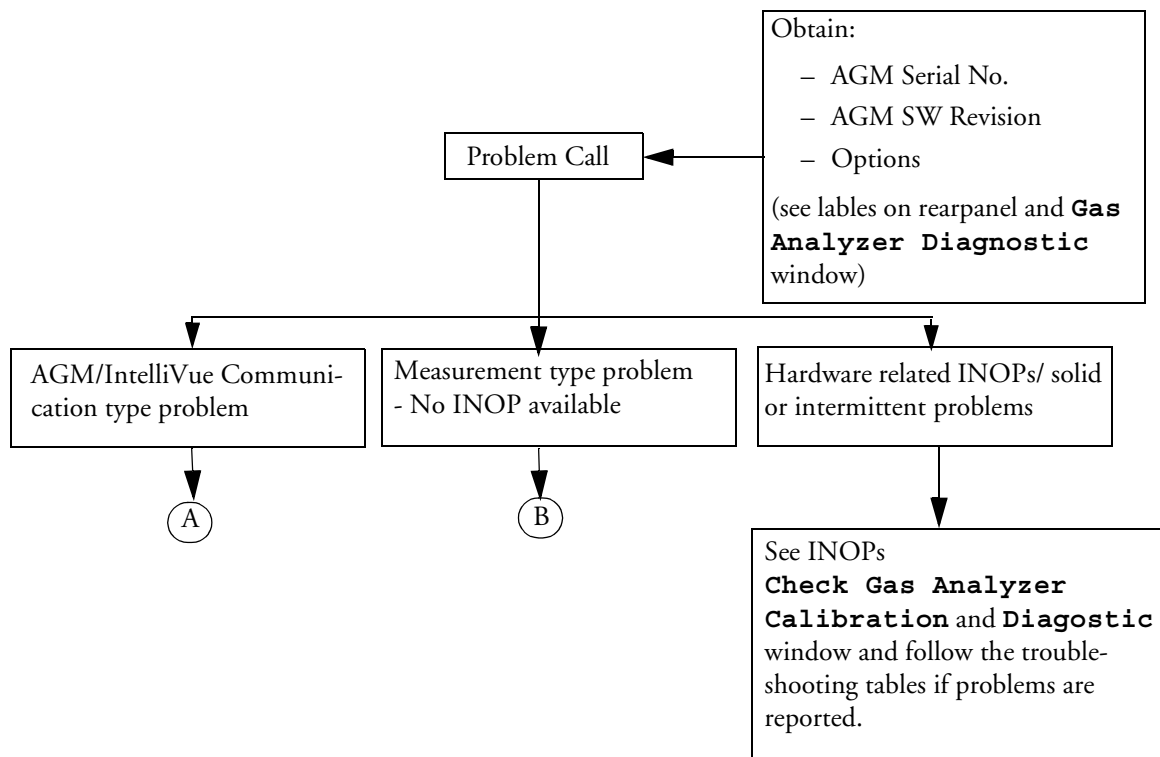 Obtain:
– AGM Serial No.
– AGM SW Revision
– Options
(see lables on rearpanel and Gas
Analyzer Diagnostic
window)
Problem Call
AGM/IntelliVue Communi-
cation type problem
Measurement type problem
- No INOP available
Hardware related INOPs/ solid
or intermittent problems
A
B
See INOPs
Check Gas Analyzer
Calibration and Diagostic
window and follow the trouble-
shooting tables if problems are
reported.